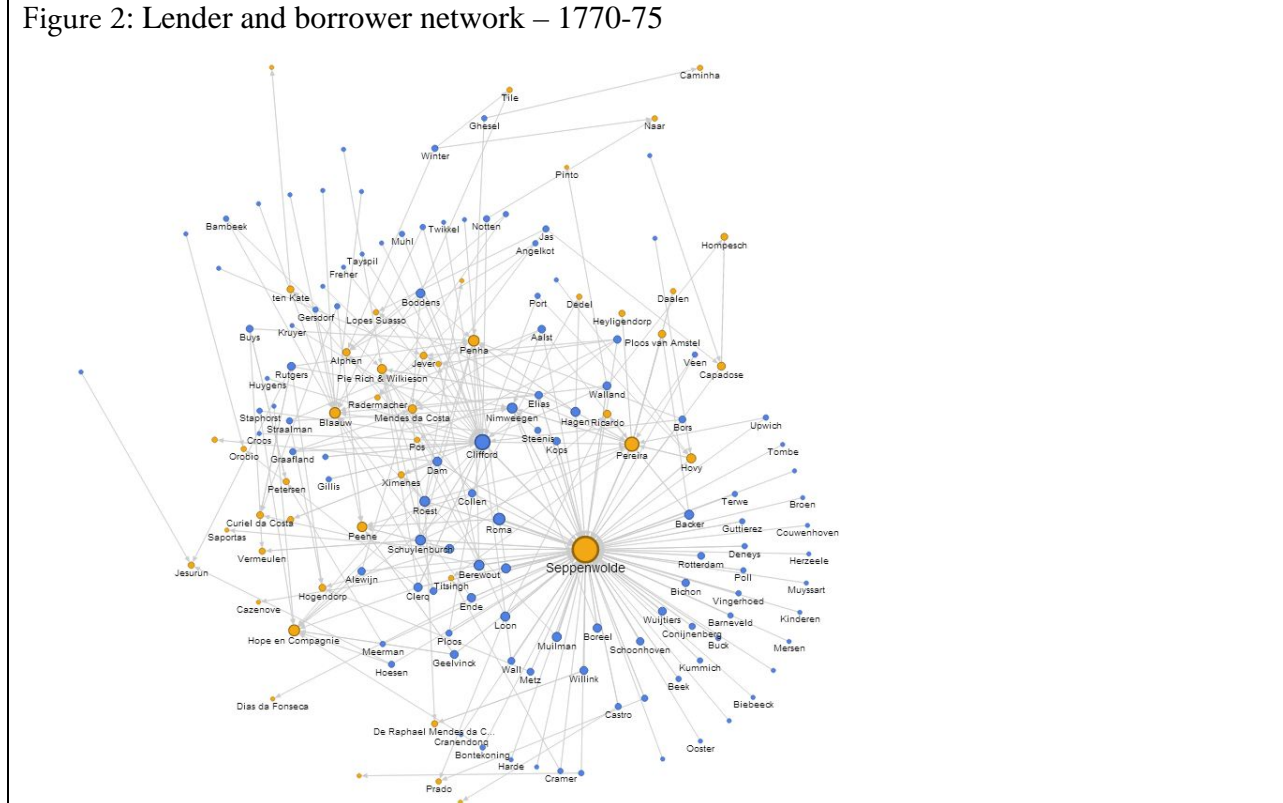 Figure 2: Lender and borrower network – 1770-75
Caminha
Tile
Ghesel
Naar
Winter
Pinto
Bambeek
Twikkel
Notten
Muhl
Jas
Angelkot
Hompesch
Tayspil
Freher
ten Kate
Boddens
Port
Dedel
Daalen
Gersdorf
Lopes Suasso
Heyligendorp
Buys
Kruyer
Aalst
Ploos van Amstel
Penha
Alphen
Jever
Veen
Capadose
Rutgers
Pie Rich & Wilkieson
Huygens
Walland
Elias
Radermacher
Staphorst
Blaauw
Mendes da Costa
Nimweegen
Hagen
Ricardo
Straalman
Bors
Upwich
Croos
Steenis
Orobio
Graafland
Pos
Clifford
Kops
Pereira
Tombe
Hovy
Dam
Petersen
Gillis
Ximenes
Collen
Terwe
Broen
Roest
Curiel da Costa
Roma
Backer
Guttierez
Couwenhoven
Saportas
Peehe
Schuylenburch
Deneys
Vermeulen
Seppenwolde
Rotterdam
Herzeele
Jesurun
Alewijn
Berewout
Poll
Titsingh
Bichon
Muyssart
Hogendorp
Clerq
Vingerhoed
Cazenove
Ende
Wuijtiers
Barneveld
Kinderen
Loon
Conijnenberg
Hope en Compagnie
Ploos
Muilman
Boreel
Schoonhoven
Buck
Mersen
Meerman
Geelvinck
Hoesen
Wall
Metz
Willink
Kummich
Beek
Dias da Fonseca
Castro
Biebeeck
De Raphael Mendes da C...
Cranendong
Bontekoning
Ooster
Harde
Cramer
Prado